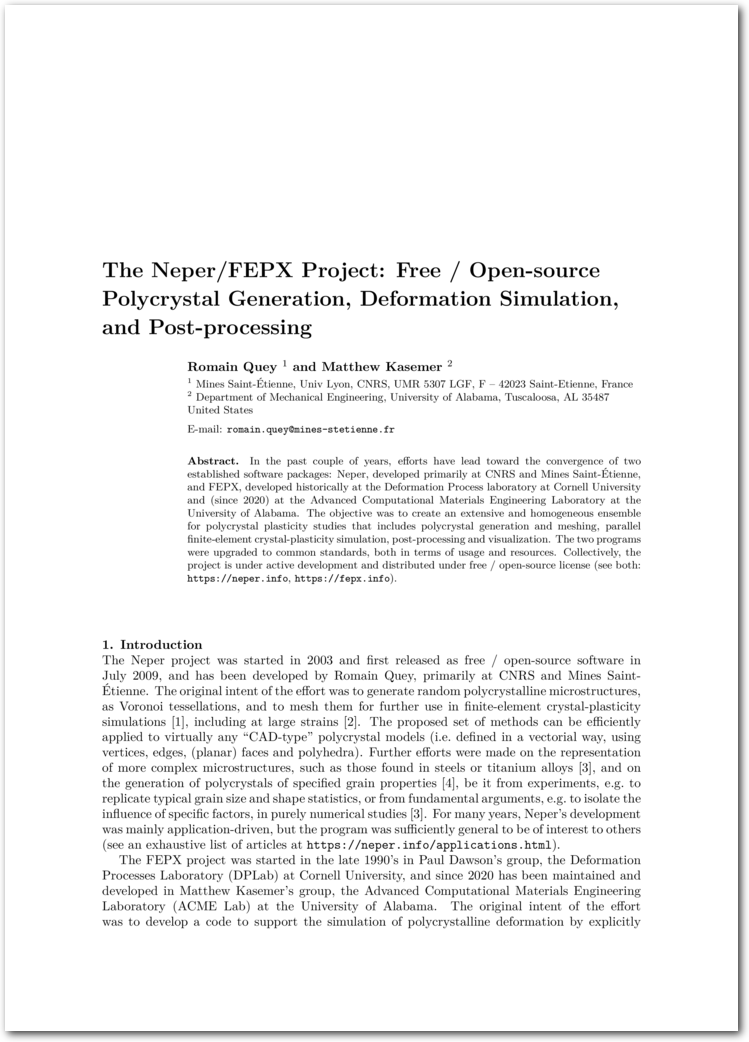 The Neper/FEPX Project: Free / Open-source
Polycrystal Generation, Deformation Simulation,
and Post-processing
Romain Quey 1 and Matthew Kasemer 2
1 Mines Saint-Étienne, Univ Lyon, CNRS, UMR 5307 LGF, F – 42023 Saint-Etienne, France
2 Department of Mechanical Engineering, University of Alabama, Tuscaloosa, AL 35487
United States
E-mail: romain.quey@mines-stetienne.fr
Abstract. In the past couple of years, efforts have lead toward the convergence of two
established software packages: Neper, developed primarily at CNRS and Mines Saint-Étienne,
and FEPX, developed historically at the Deformation Process laboratory at Cornell University
and (since 2020) at the Advanced Computational Materials Engineering Laboratory at the
University of Alabama. The objective was to create an extensive and homogeneous ensemble
for polycrystal plasticity studies that includes polycrystal generation and meshing, parallel
finite-element crystal-plasticity simulation, post-processing and visualization. The two programs
were upgraded to common standards, both in terms of usage and resources. Collectively, the
project is under active development and distributed under free / open-source license (see both:
https://neper.info, https://fepx.info).
1. Introduction
The Neper project was started in 2003 and first released as free / open-source software in
July 2009, and has been developed by Romain Quey, primarily at CNRS and Mines Saint-
Étienne. The original intent of the effort was to generate random polycrystalline microstructures,
as Voronoi tessellations, and to mesh them for further use in finite-element crystal-plasticity
simulations [1], including at large strains [2]. The proposed set of methods can be efficiently
applied to virtually any “CAD-type” polycrystal models (i.e. defined in a vectorial way, using
vertices, edges, (planar) faces and polyhedra). Further efforts were made on the representation
of more complex microstructures, such as those found in steels or titanium alloys [3], and on
the generation of polycrystals of specified grain properties [4], be it from experiments, e.g. to
replicate typical grain size and shape statistics, or from fundamental arguments, e.g. to isolate the
influence of specific factors, in purely numerical studies [3]. For many years, Neper’s development
was mainly application-driven, but the program was sufficiently general to be of interest to others
(see an exhaustive list of articles at https://neper.info/applications.html).
The FEPX project was started in the late 1990’s in Paul Dawson’s group, the Deformation
Processes Laboratory (DPLab) at Cornell University, and since 2020 has been maintained and
developed in Matthew Kasemer’s group, the Advanced Computational Materials Engineering
Laboratory (ACME Lab) at the University of Alabama. The original intent of the effort
was to develop a code to support the simulation of polycrystalline deformation by explicitly